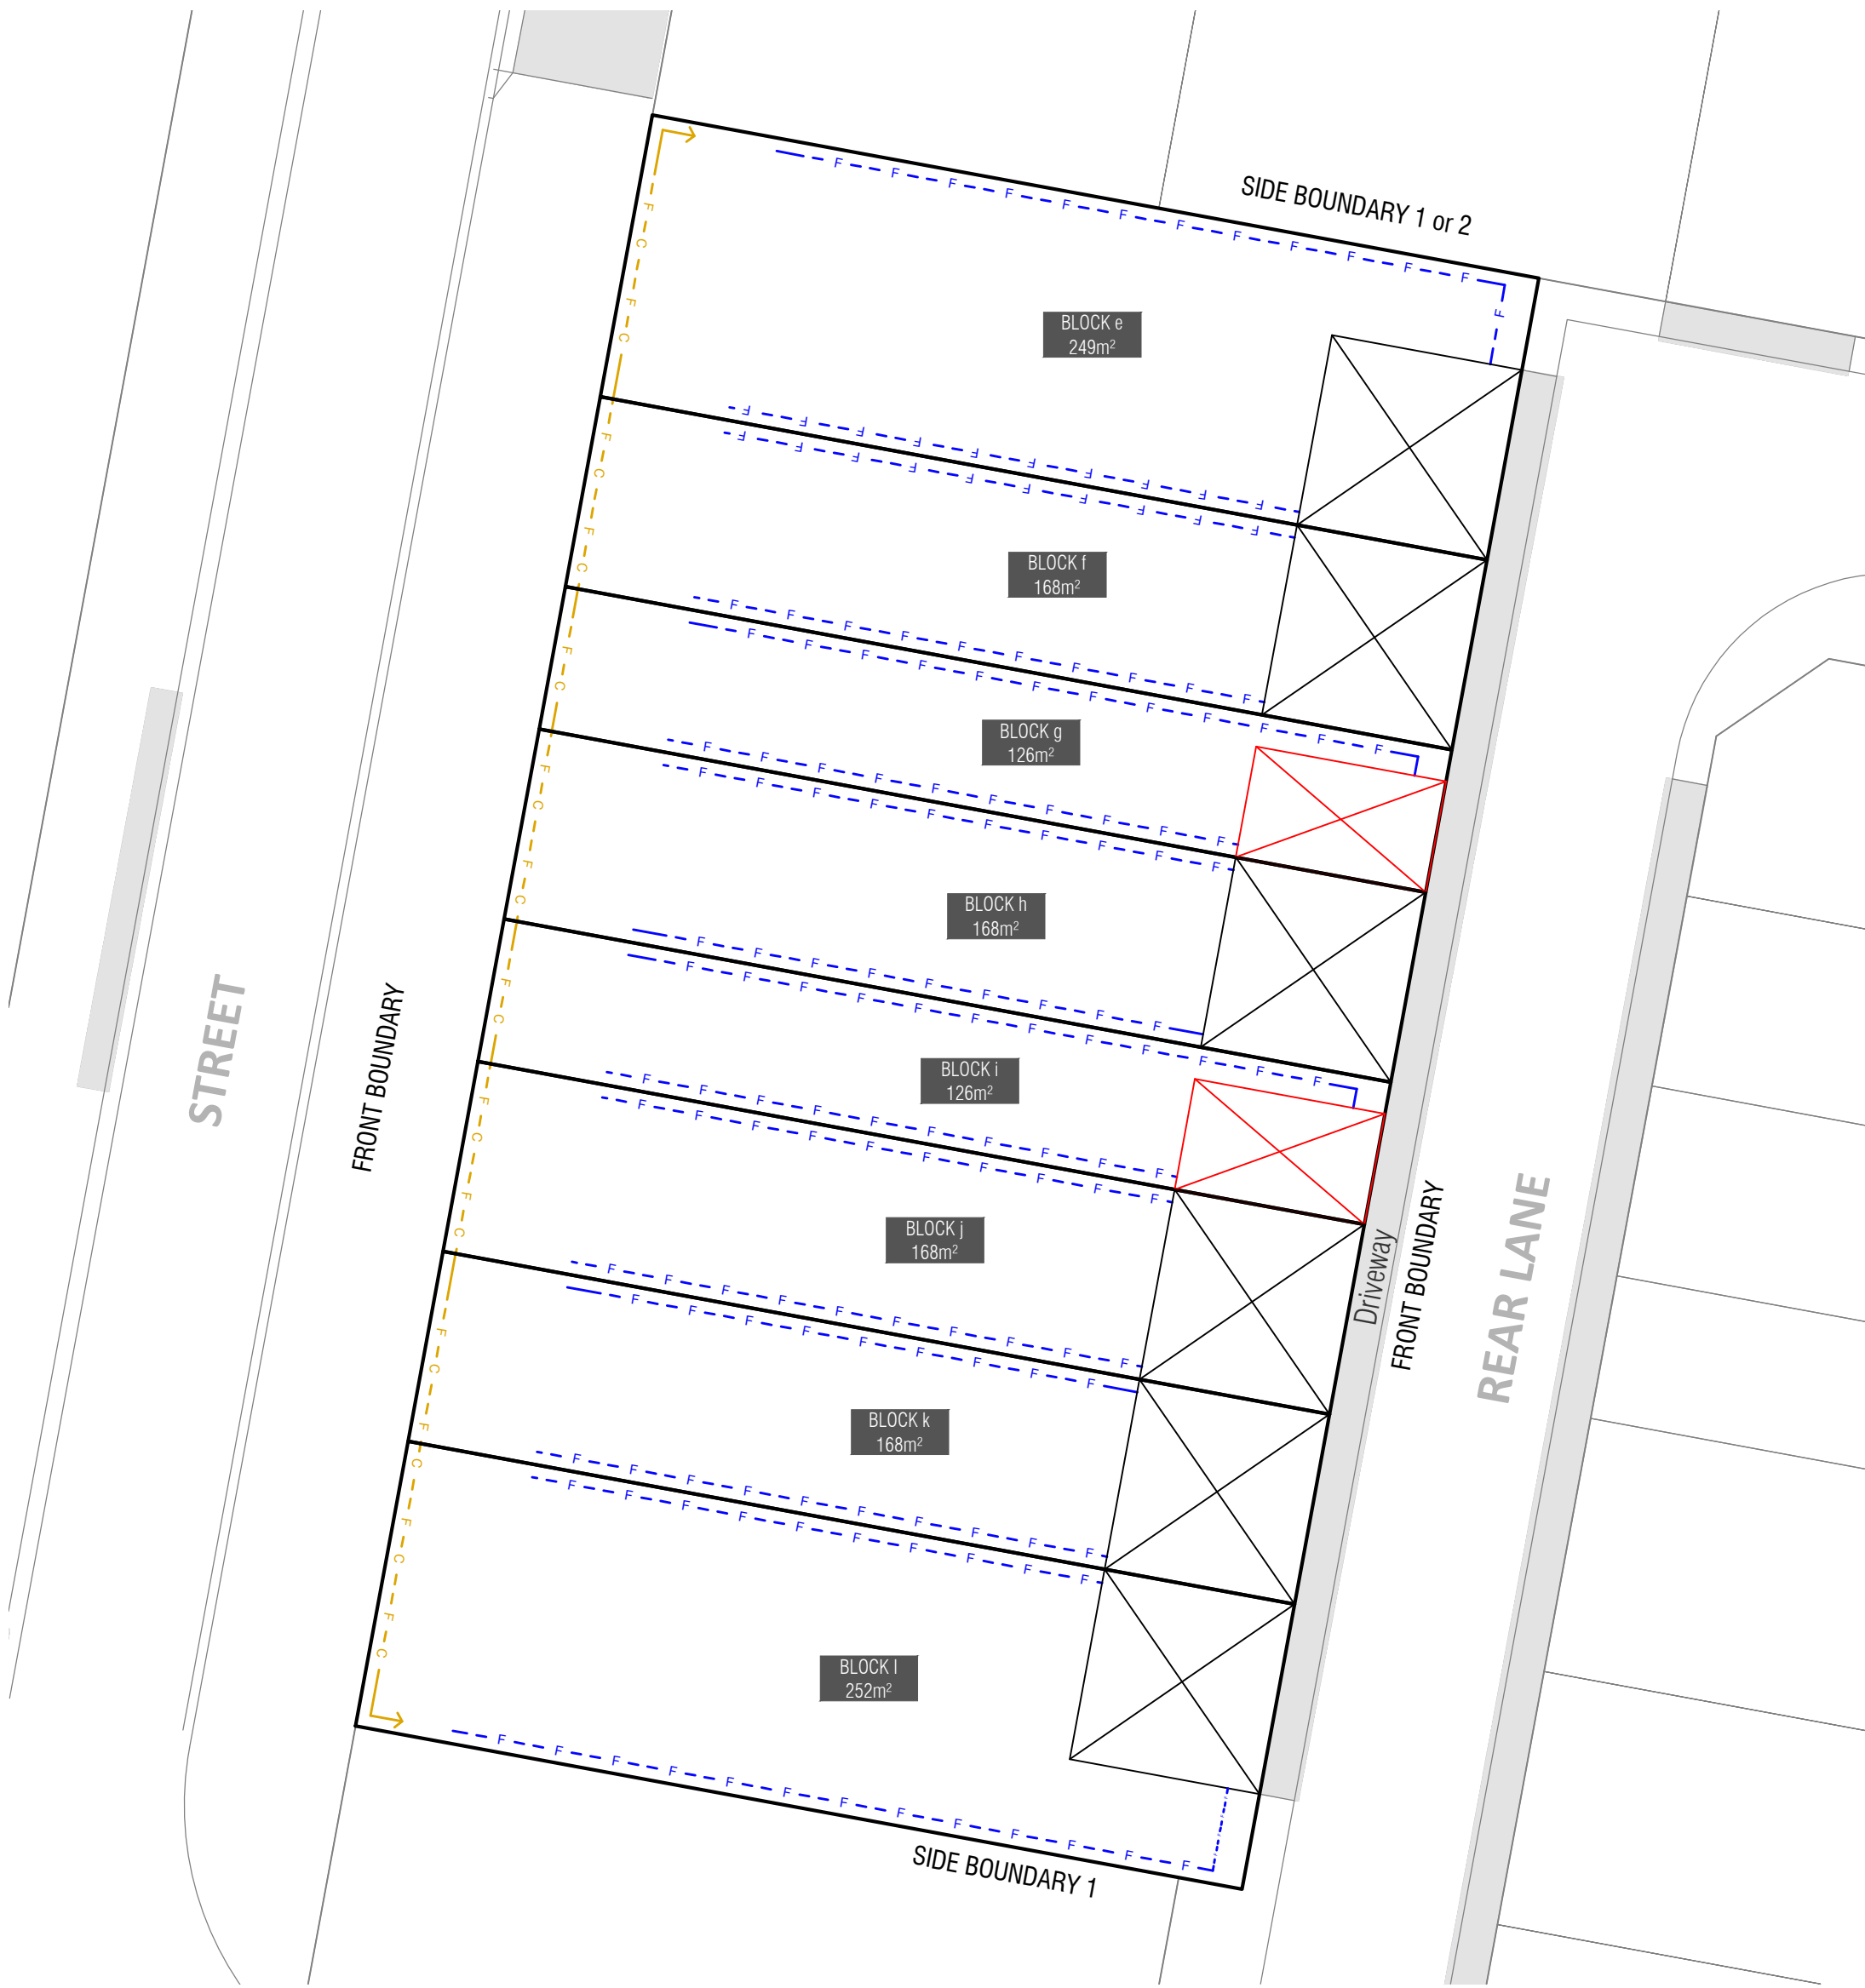 SIDE BOUNDARY 1 or 2
BLOCK e
249m²
BLOCK f
168m²
BLOCK g
126m²
BLOCK h
168m²
STREET
FRONT BOUNDARY
BLOCK i
126m²
BLOCK j
168m²
Driveway
FRONT BOUNDARY
REAR LANE
BLOCK k
168m²
BLOCK l
252m²
SIDE BOUNDARY 1